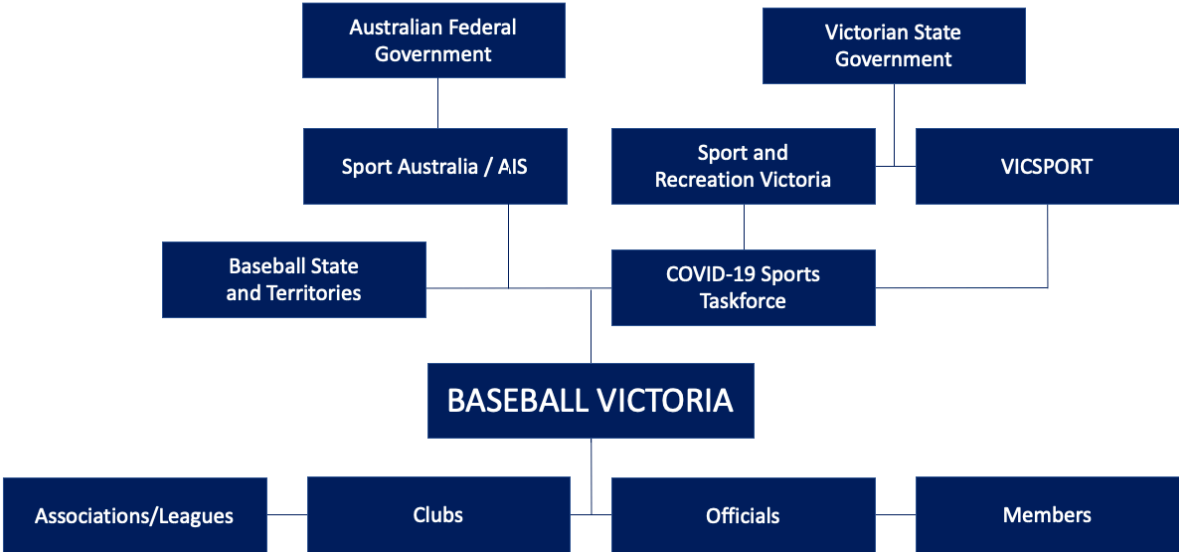 Australian Federal
Government
Victorian State
Government
Sport Australia / AIS
Sport and
Recreation Victoria
VICSPORT
Baseball State
and Territories
COVID-19 Sports
Taskforce
BASEBALL VICTORIA
Associations/Leagues
Clubs
Officials
Members